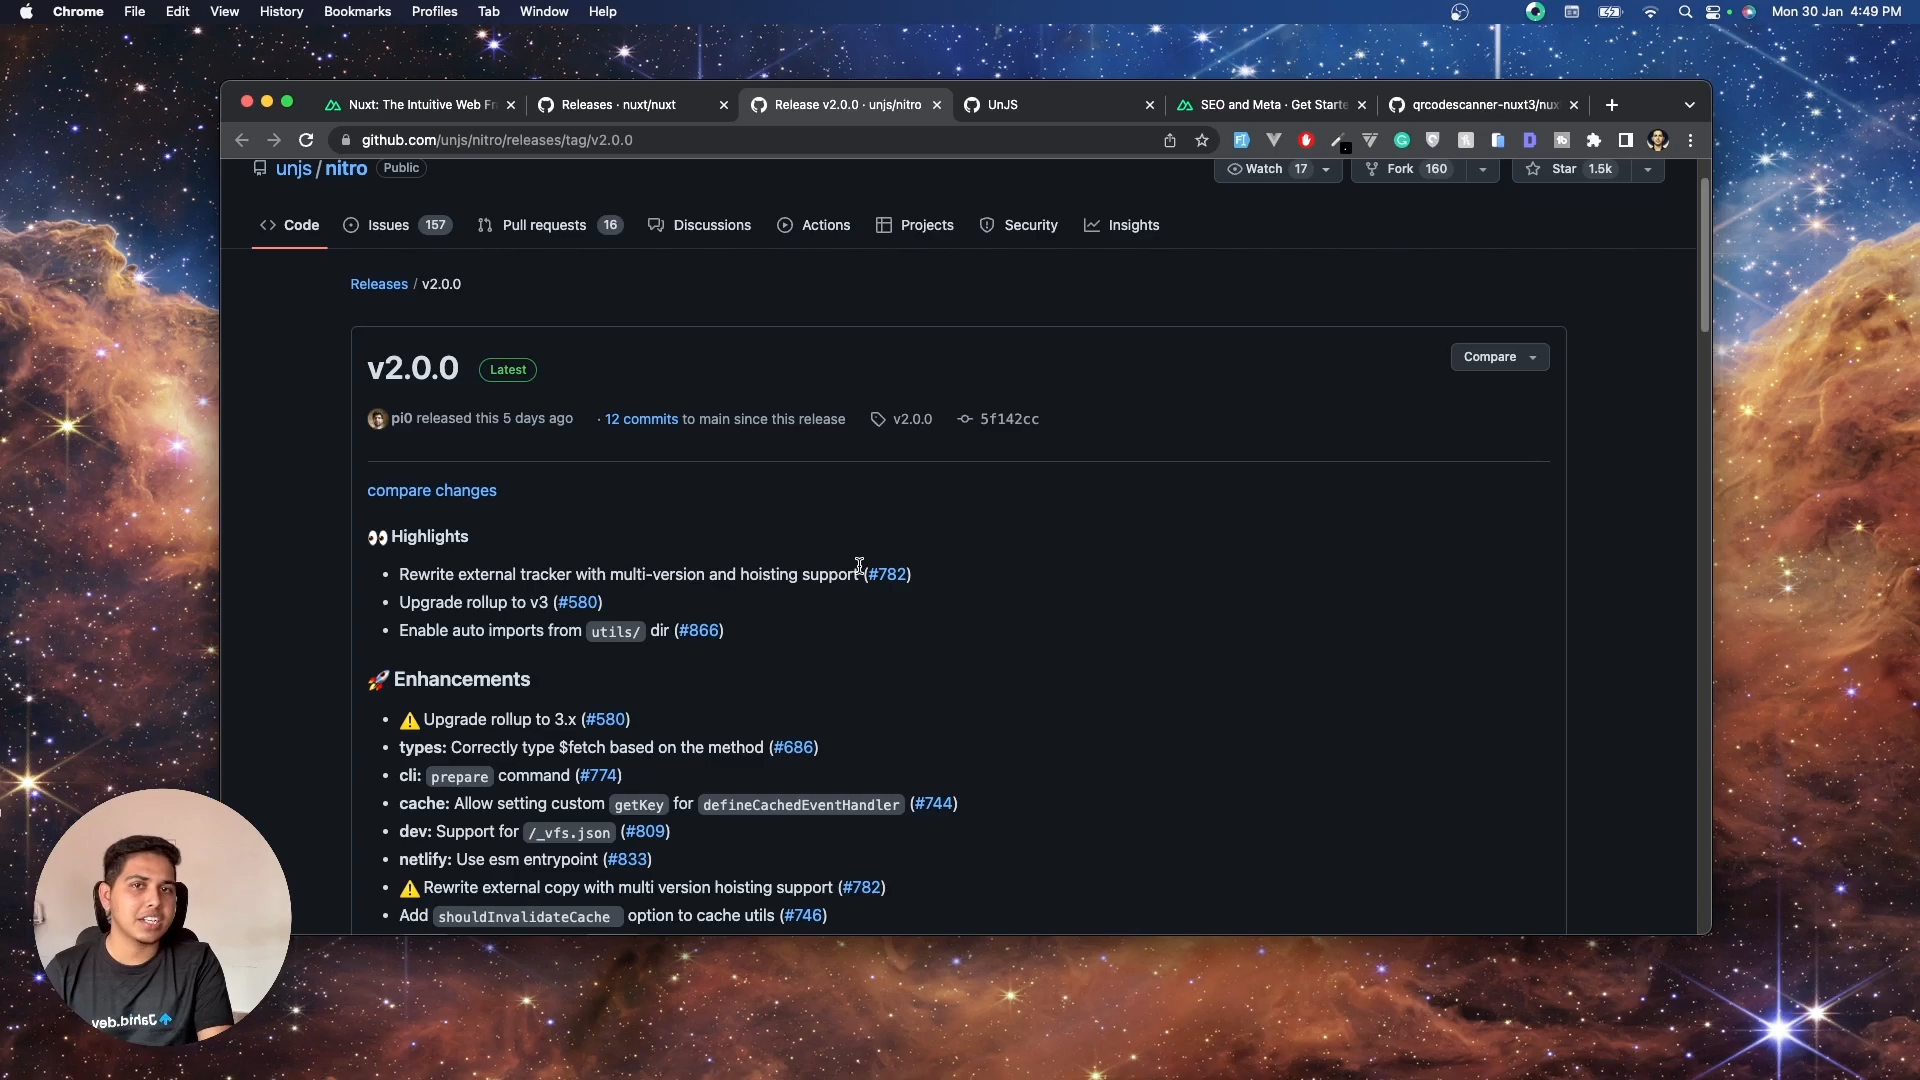 Chrome File Edit View History Bookmarks Profiles Tab Window Help Mon 30 Jan 4:49 PM
Nuxt: The Intuitive Web Fr Releases · nuxt/nuxt Release v2.0.0 · unjs/nitro UnJS SEO and Meta · Get Starte qrcodescanner-nuxt3/nux
github.com/unjs/nitro/releases/tag/v2.0.0
unjs / nitro Public Watch 17 Fork 160 Star 1.5k
Code Issues 157 Pull requests 16 Discussions Actions Projects Security Insights
Releases / v2.0.0
v2.0.0 Latest Compare
pi0 released this 5 days ago · 12 commits to main since this release v2.0.0 5f142cc
compare changes
👀 Highlights
• Rewrite external tracker with multi-version and hoisting support (#782)
• Upgrade rollup to v3 (#580)
• Enable auto imports from utils/ dir (#866)
🚀 Enhancements
• ⚠️ Upgrade rollup to 3.x (#580)
• types: Correctly type $fetch based on the method (#686)
• cli: prepare command (#774)
• cache: Allow setting custom getKey for defineCachedEventHandler (#744)
• dev: Support for /_vfs.json (#809)
• netlify: Use esm entrypoint (#833)
• ⚠️ Rewrite external copy with multi version hoisting support (#782)
• Add shouldInvalidateCache option to cache utils (#746)